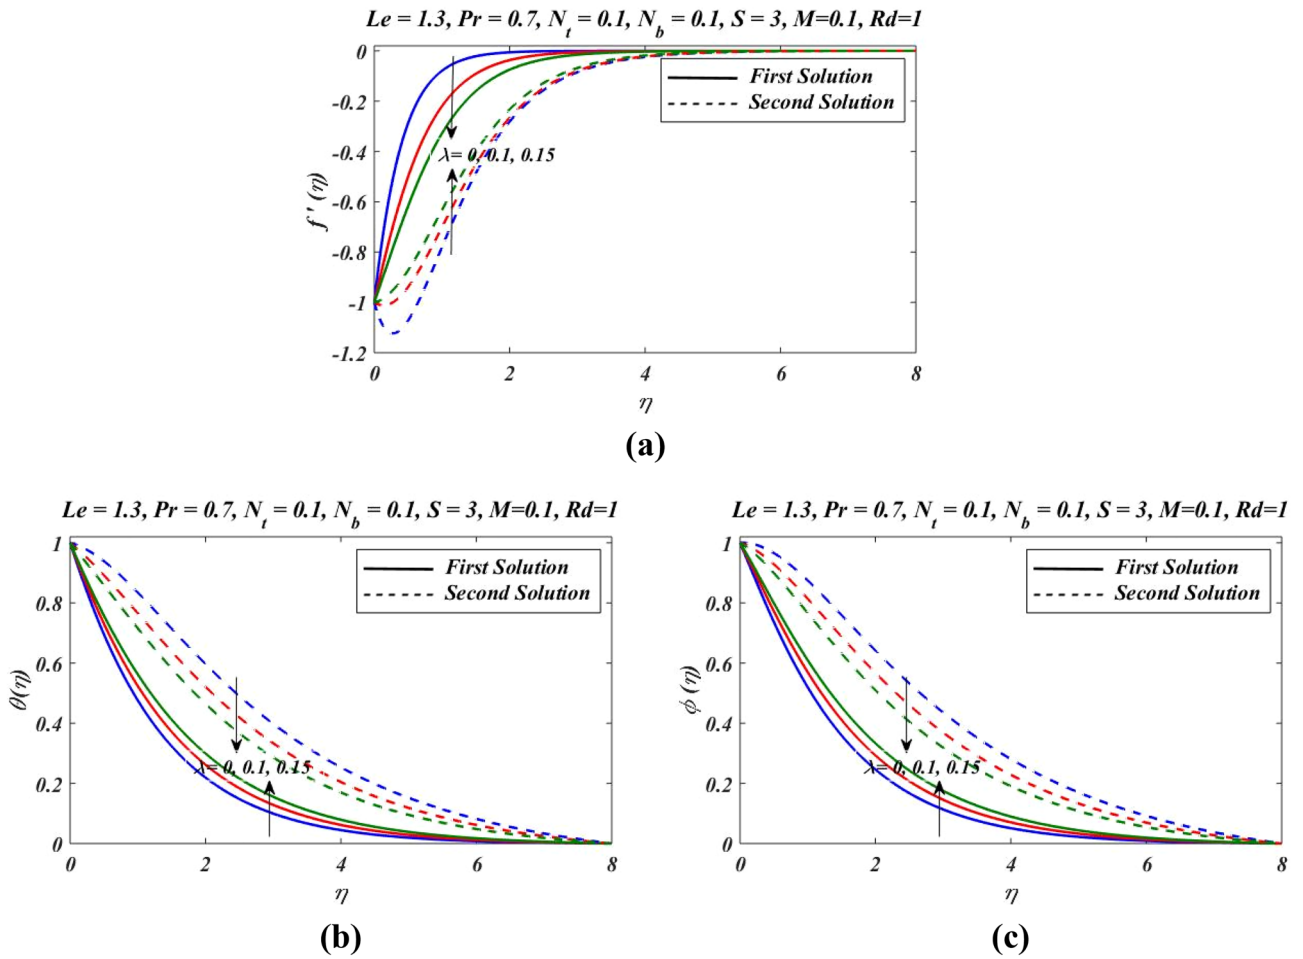 Le = 1.3, Pr = 0.7, N_t = 0.1, N_b = 0.1, S = 3, M=0.1, Rd=1
First Solution
Second Solution
λ= 0, 0.1, 0.15
0
-0.2
-0.4
-0.6
-0.8
-1
-1.2
f ' (η)
0 2 4 6 8
η
(a)
Le = 1.3, Pr = 0.7, N_t = 0.1, N_b = 0.1, S = 3, M=0.1, Rd=1
First Solution
Second Solution
λ= 0, 0.1, 0.15
1
0.8
0.6
0.4
0.2
0
θ(η)
0 2 4 6 8
η
(b)
Le = 1.3, Pr = 0.7, N_t = 0.1, N_b = 0.1, S = 3, M=0.1, Rd=1
First Solution
Second Solution
λ= 0, 0.1, 0.15
1
0.8
0.6
0.4
0.2
0
ϕ (η)
0 2 4 6 8
η
(c)